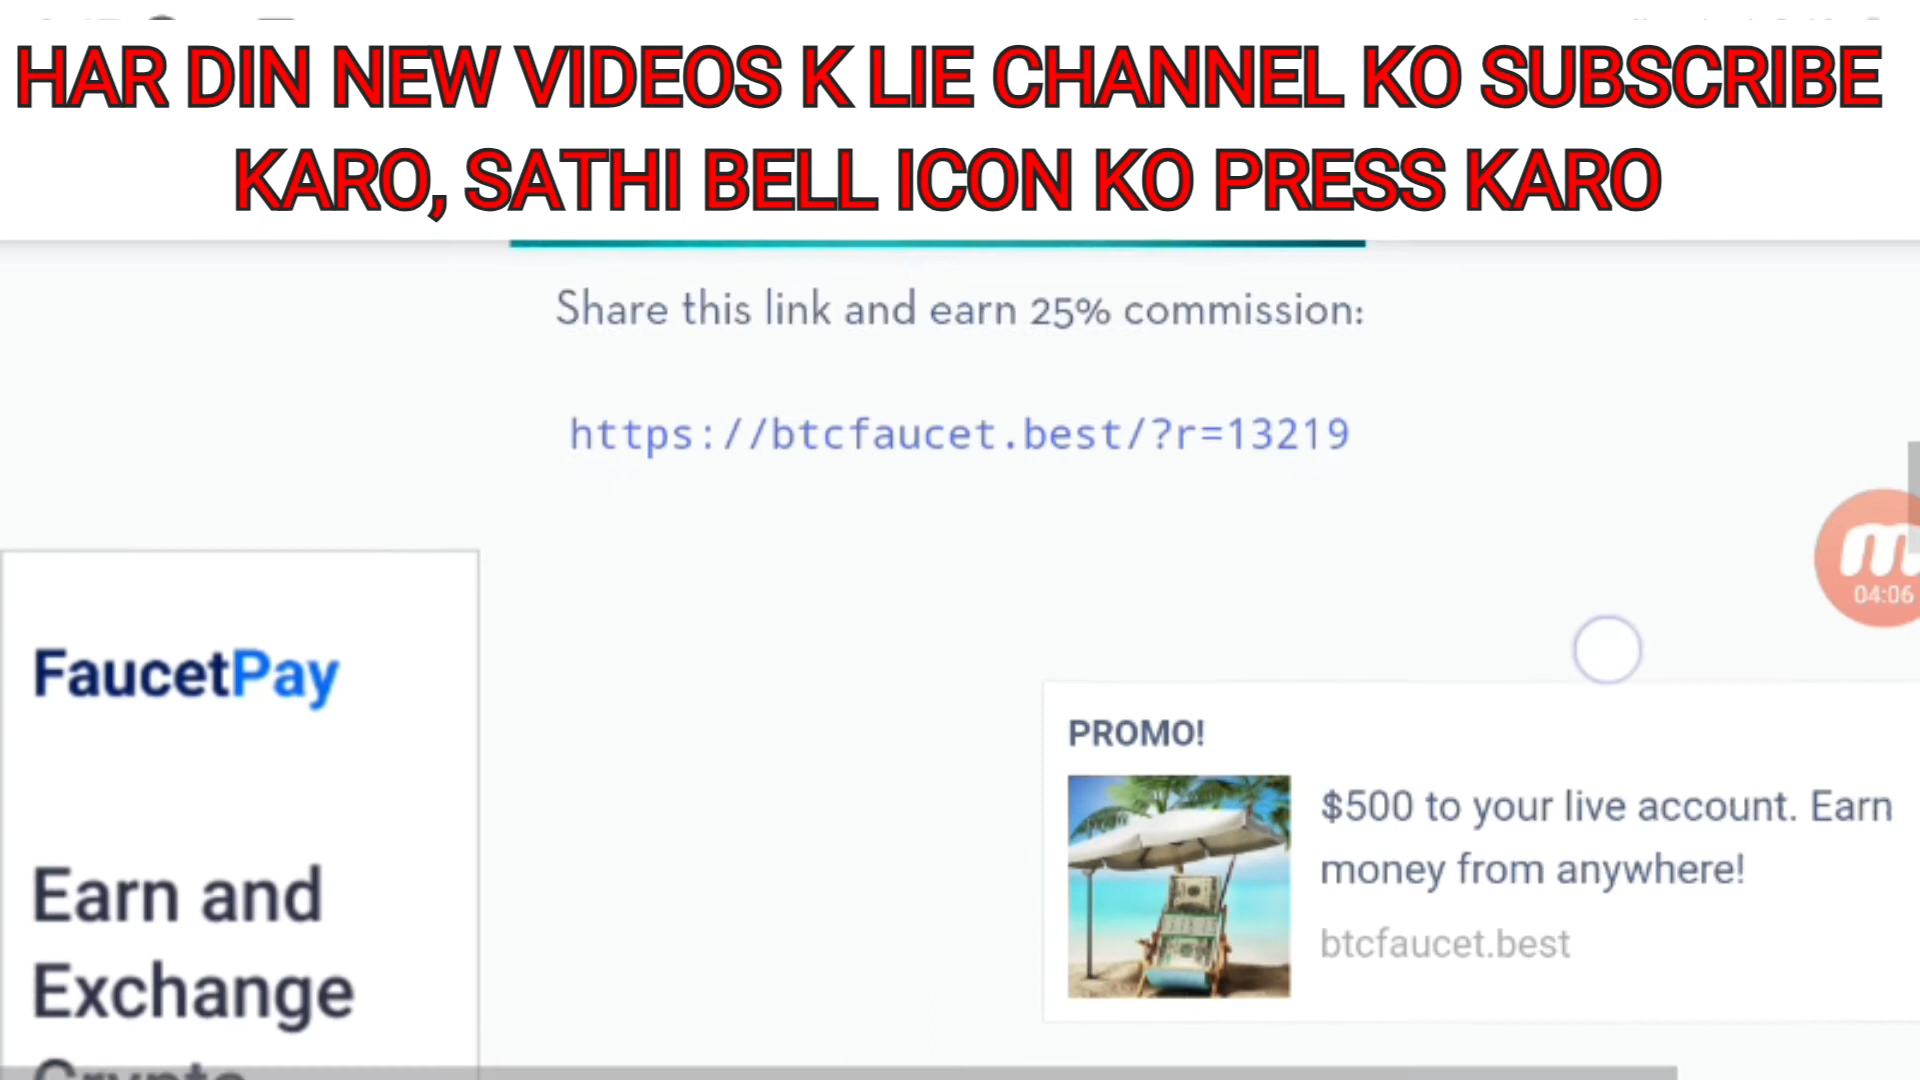 HAR DIN NEW VIDEOS K LIE CHANNEL KO SUBSCRIBE
KARO, SATHI BELL ICON KO PRESS KARO
Share this link and earn 25% commission:
https://btcfaucet.best/?r=13219
04:06
FaucetPay
Earn and
Exchange
Crypto
PROMO!
$500 to your live account. Earn
money from anywhere!
btcfaucet.best